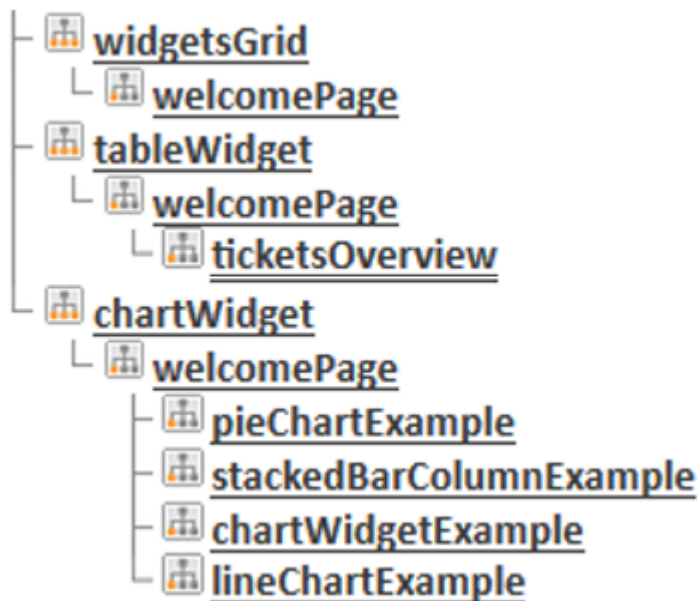 widgetsGrid
welcomePage
tableWidget
welcomePage
ticketsOverview
chartWidget
welcomePage
pieChartExample
stackedBarColumnExample
chartWidgetExample
lineChartExample